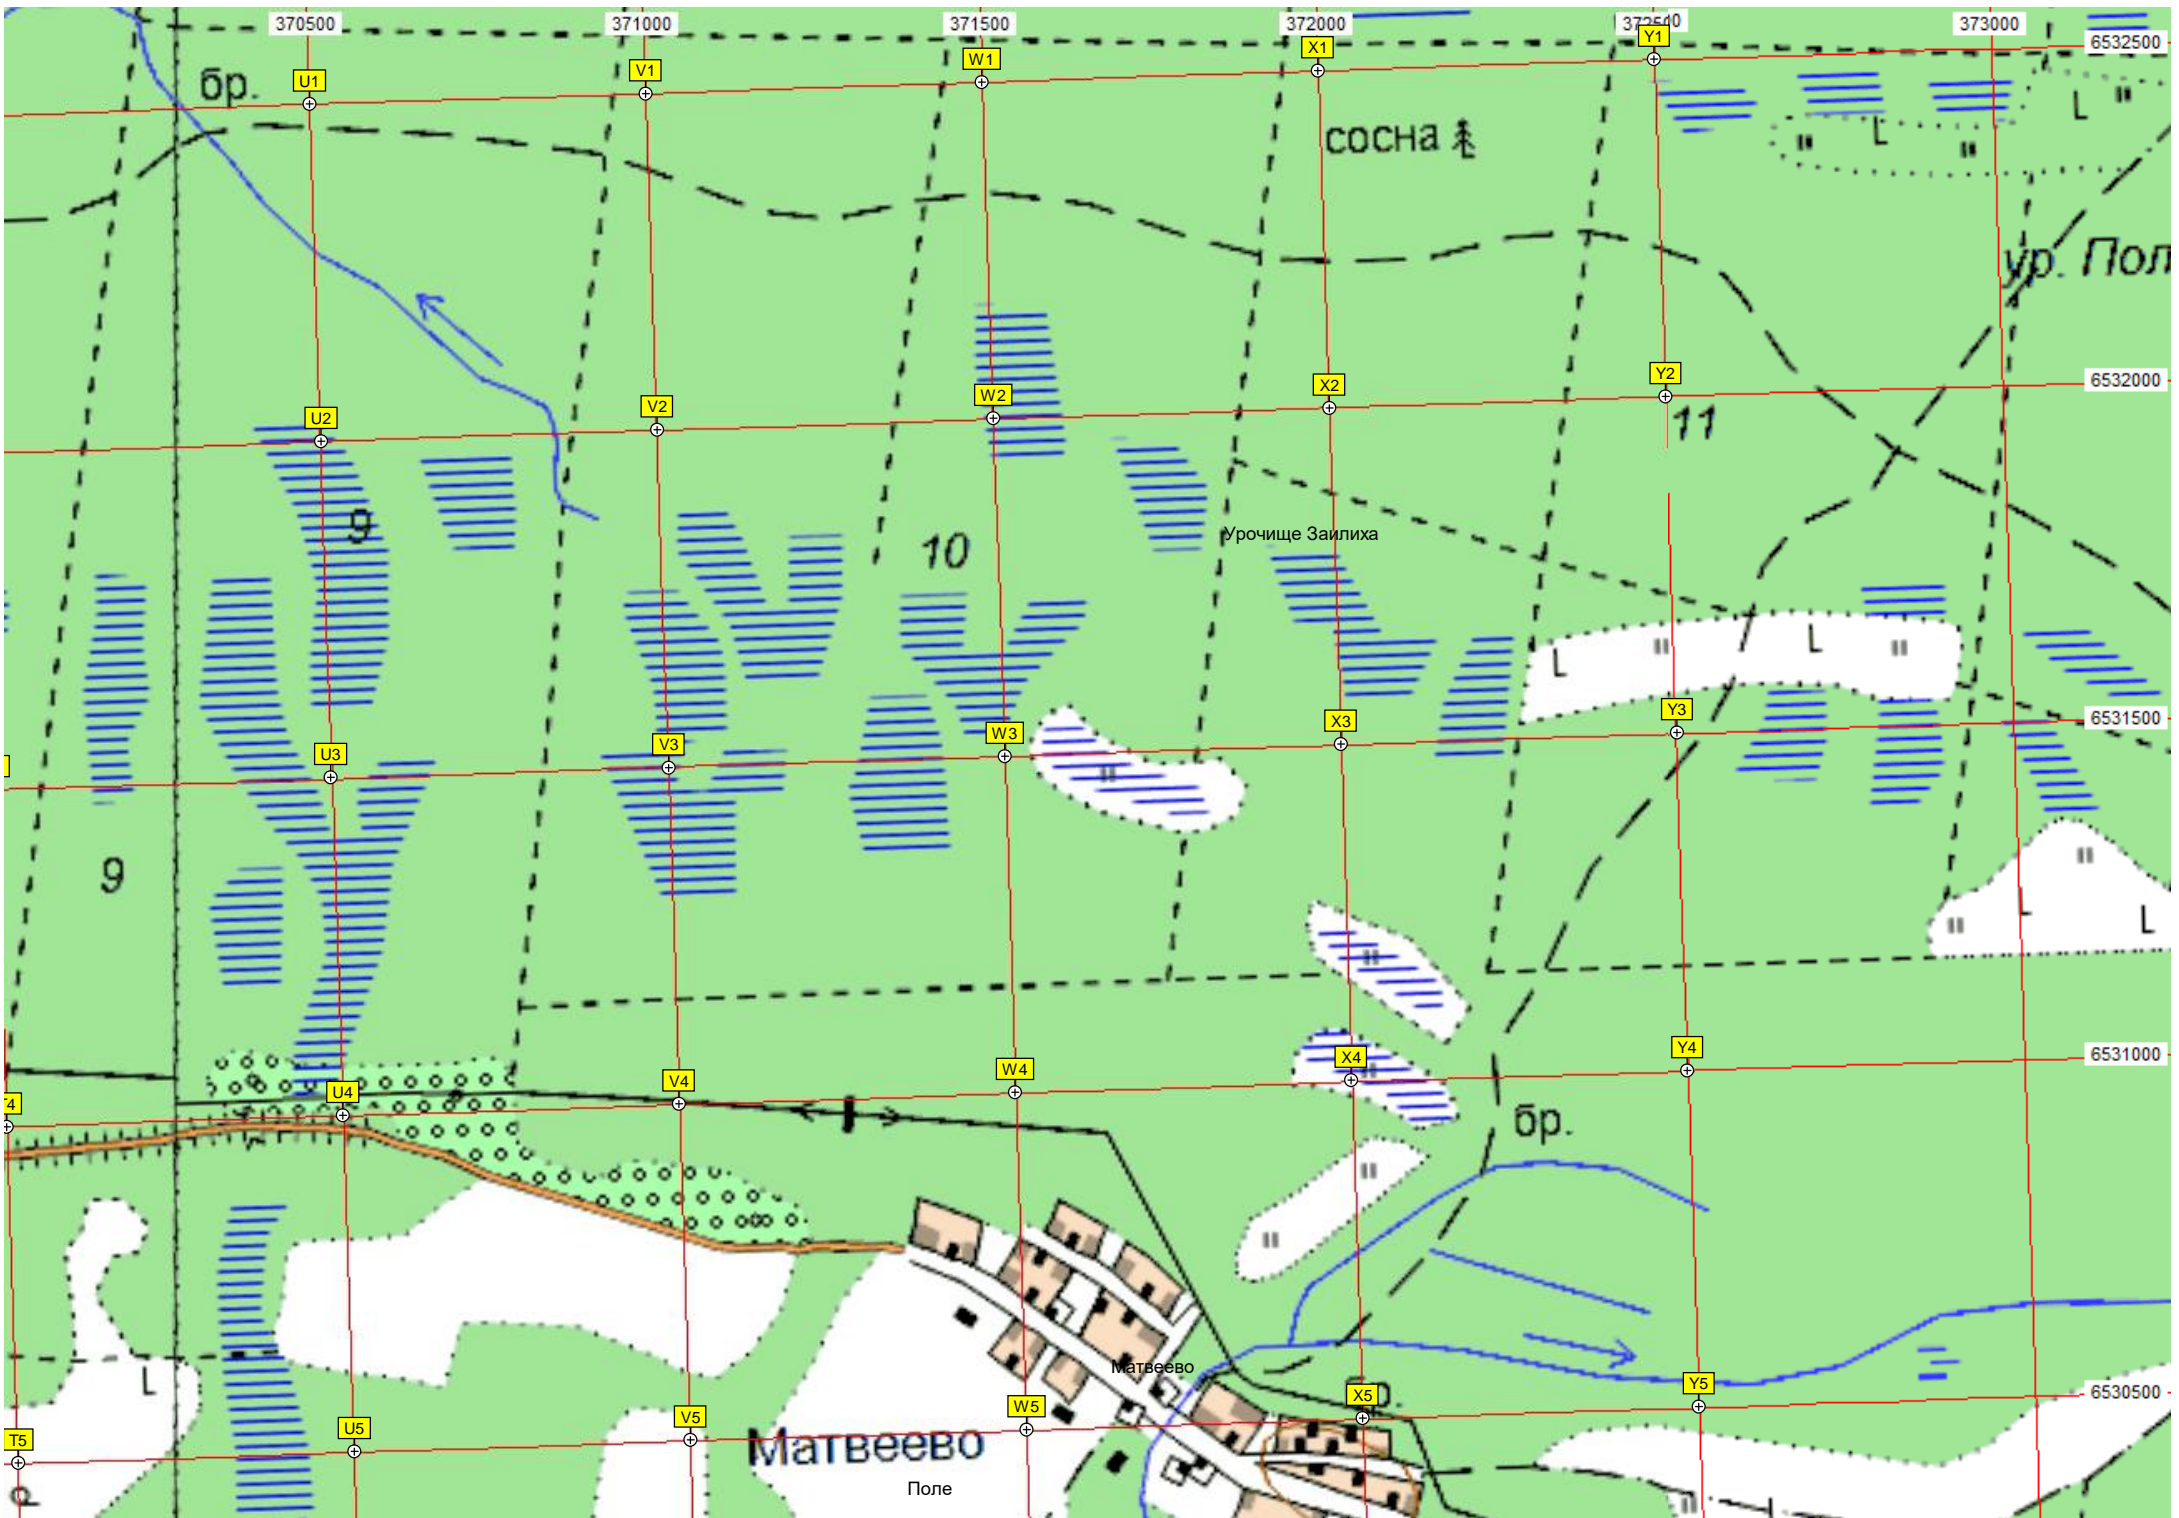 370500 371000 371500 372000 373000
6532500
U1 V1 W1 X1 Y1
бр.
сосна
L L
ур. Пол
6532000
U2 V2 W2 X2 Y2
11
9
10
Урочище Заилиха
L L
6531500
U3 V3 W3 X3 Y3
9
L L
6531000
U4 V4 W4 X4 Y4
бр.
L
Матвеево
6530500
T5 U5 V5 W5 X5 Y5
Матвеево
Поле